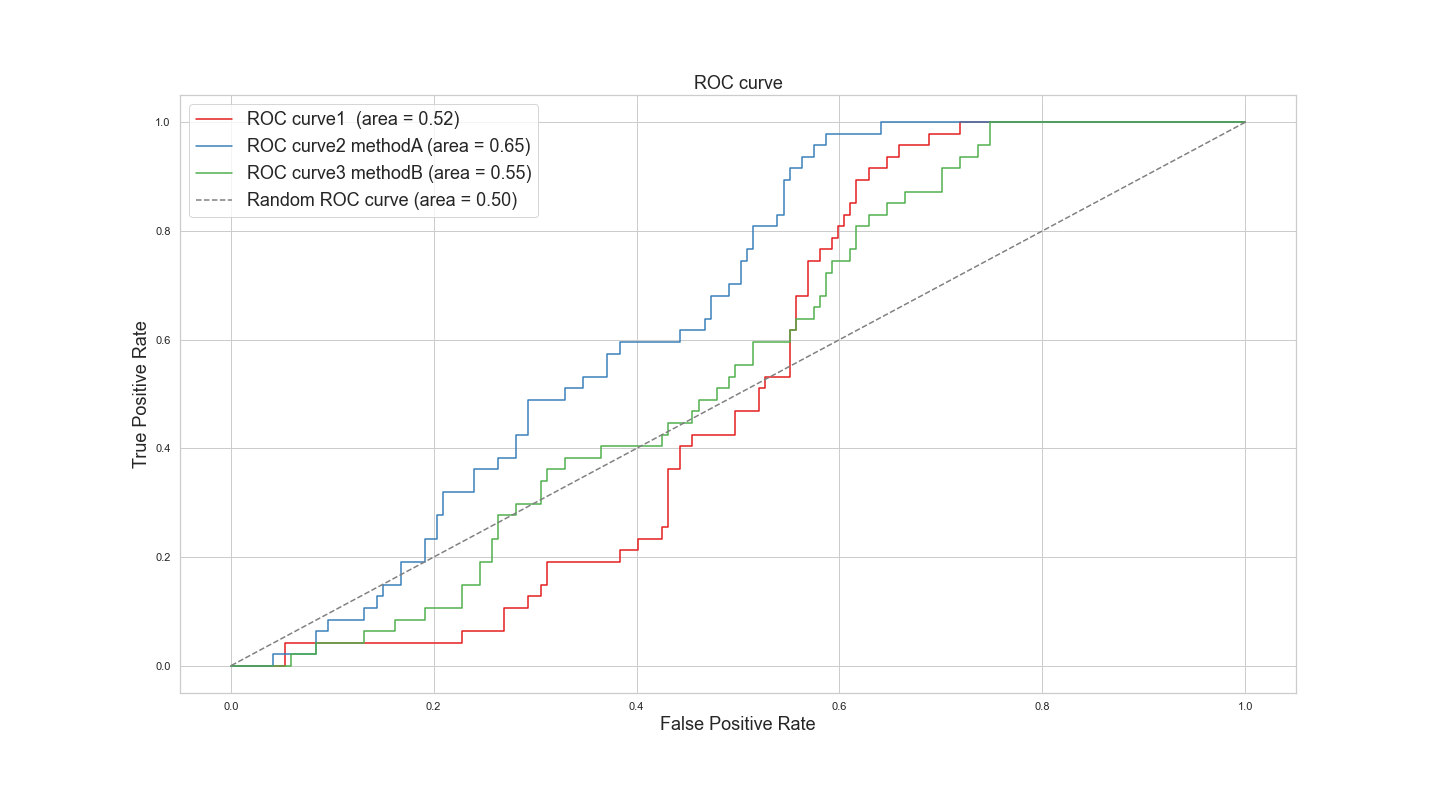 ROC curve
ROC curve1  (area = 0.52)
ROC curve2 methodA (area = 0.65)
ROC curve3 methodB (area = 0.55)
Random ROC curve (area = 0.50)
True Positive Rate
1.0
0.8
0.6
0.4
0.2
0.0
0.0 0.2 0.4 0.6 0.8 1.0
False Positive Rate